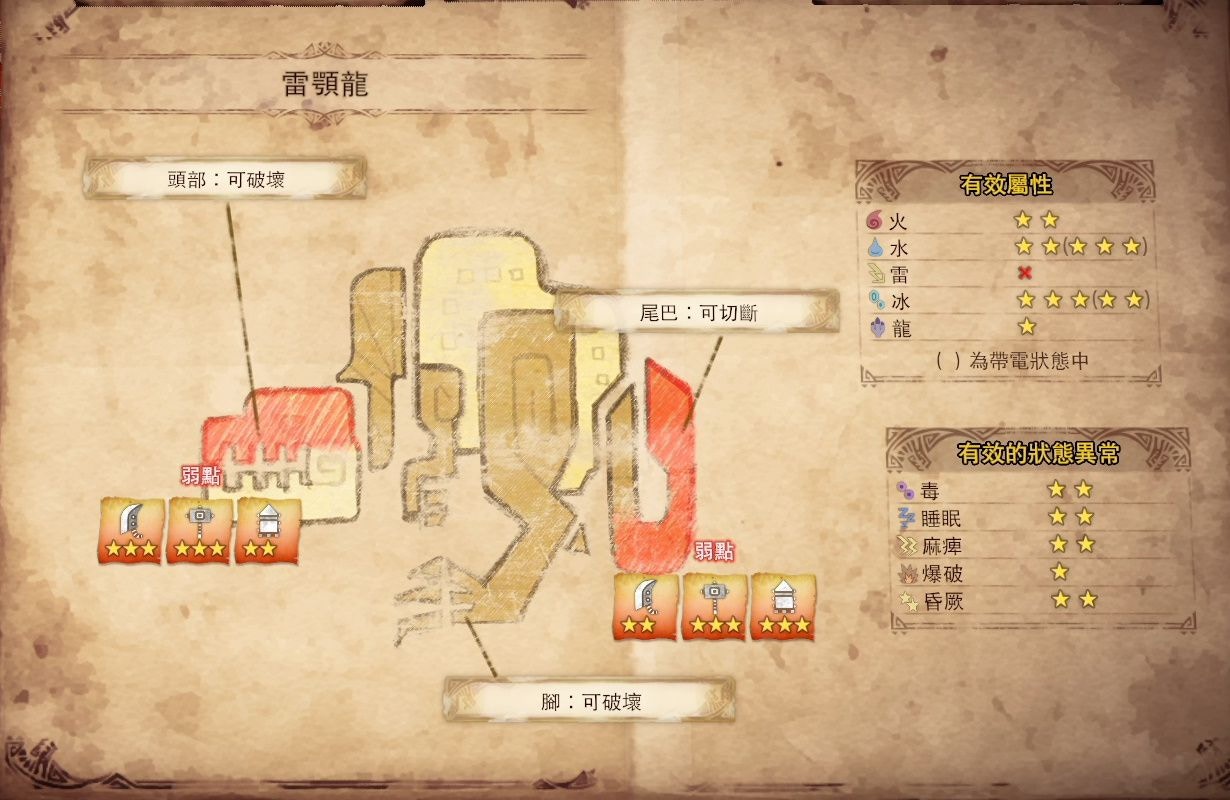 雷顎龍
頭部：可破壞
尾巴：可切斷
弱點
弱點
腳：可破壞
有效屬性
火
水
雷
冰
龍
( ) 為帶電狀態中
有效的狀態異常
毒
睡眠
麻痺
爆破
昏厥